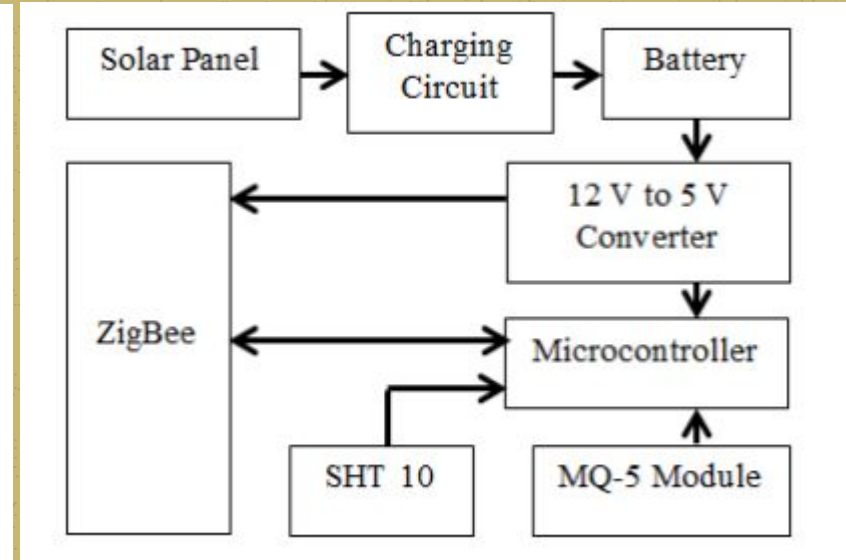 Solar Panel
Charging
Circuit
Battery
12 V to 5 V
Converter
ZigBee
Microcontroller
SHT 10
MQ-5 Module